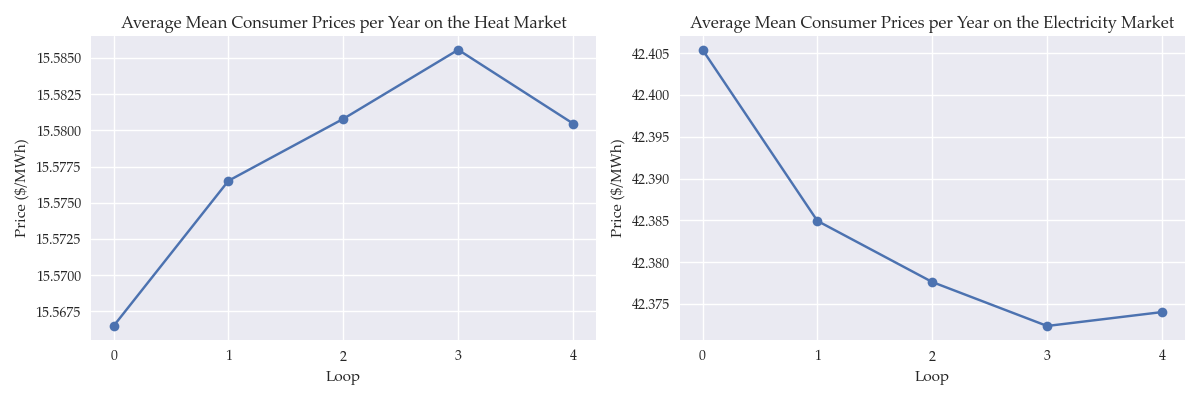 Average Mean Consumer Prices per Year on the Heat Market
Price ($/MWh)
15.5850
15.5825
15.5800
15.5775
15.5750
15.5725
15.5700
15.5675
0 1 2 3 4
Loop
Average Mean Consumer Prices per Year on the Electricity Market
Price ($/MWh)
42.405
42.400
42.395
42.390
42.385
42.380
42.375
0 1 2 3 4
Loop